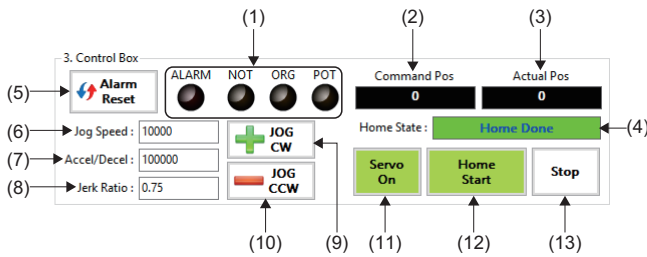 (1)
(2)
(3)
3. Control Box
ALARM NOT ORG POT
Command Pos
Actual Pos
(5)
Alarm
Reset
0
0
(6)
Jog Speed :
10000
JOG
CW
Home State :
Home Done
(4)
(7)
Accel/Decel :
100000
(8)
Jerk Ratio :
0.75
JOG
CCW
Servo
On
Home
Start
Stop
(10)
(9)
(11)
(12)
(13)